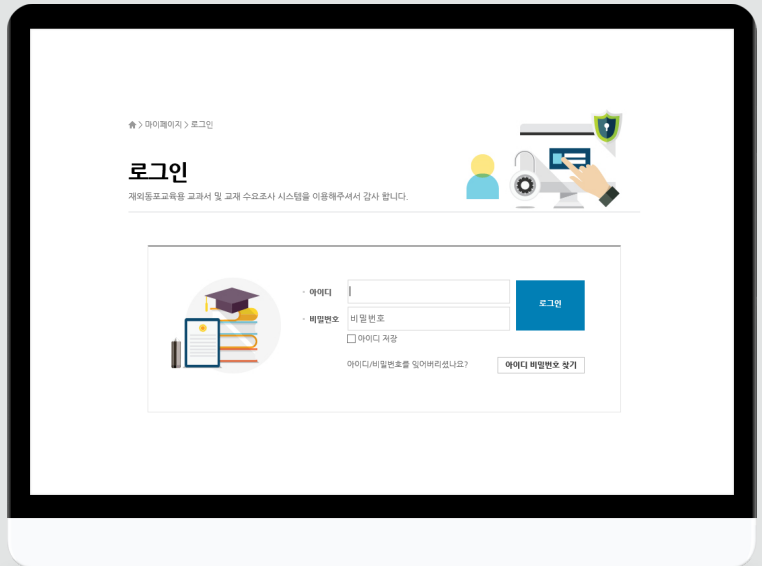 > 마이페이지 > 로그인
로그인
재외동포교육용 교과서 및 교재 수요조사 시스템을 이용해주셔서 감사 합니다.
· 아이디
로그인
· 비밀번호 비밀번호
아이디 저장
아이디/비밀번호를 잊어버리셨나요? 아이디 비밀번호 찾기